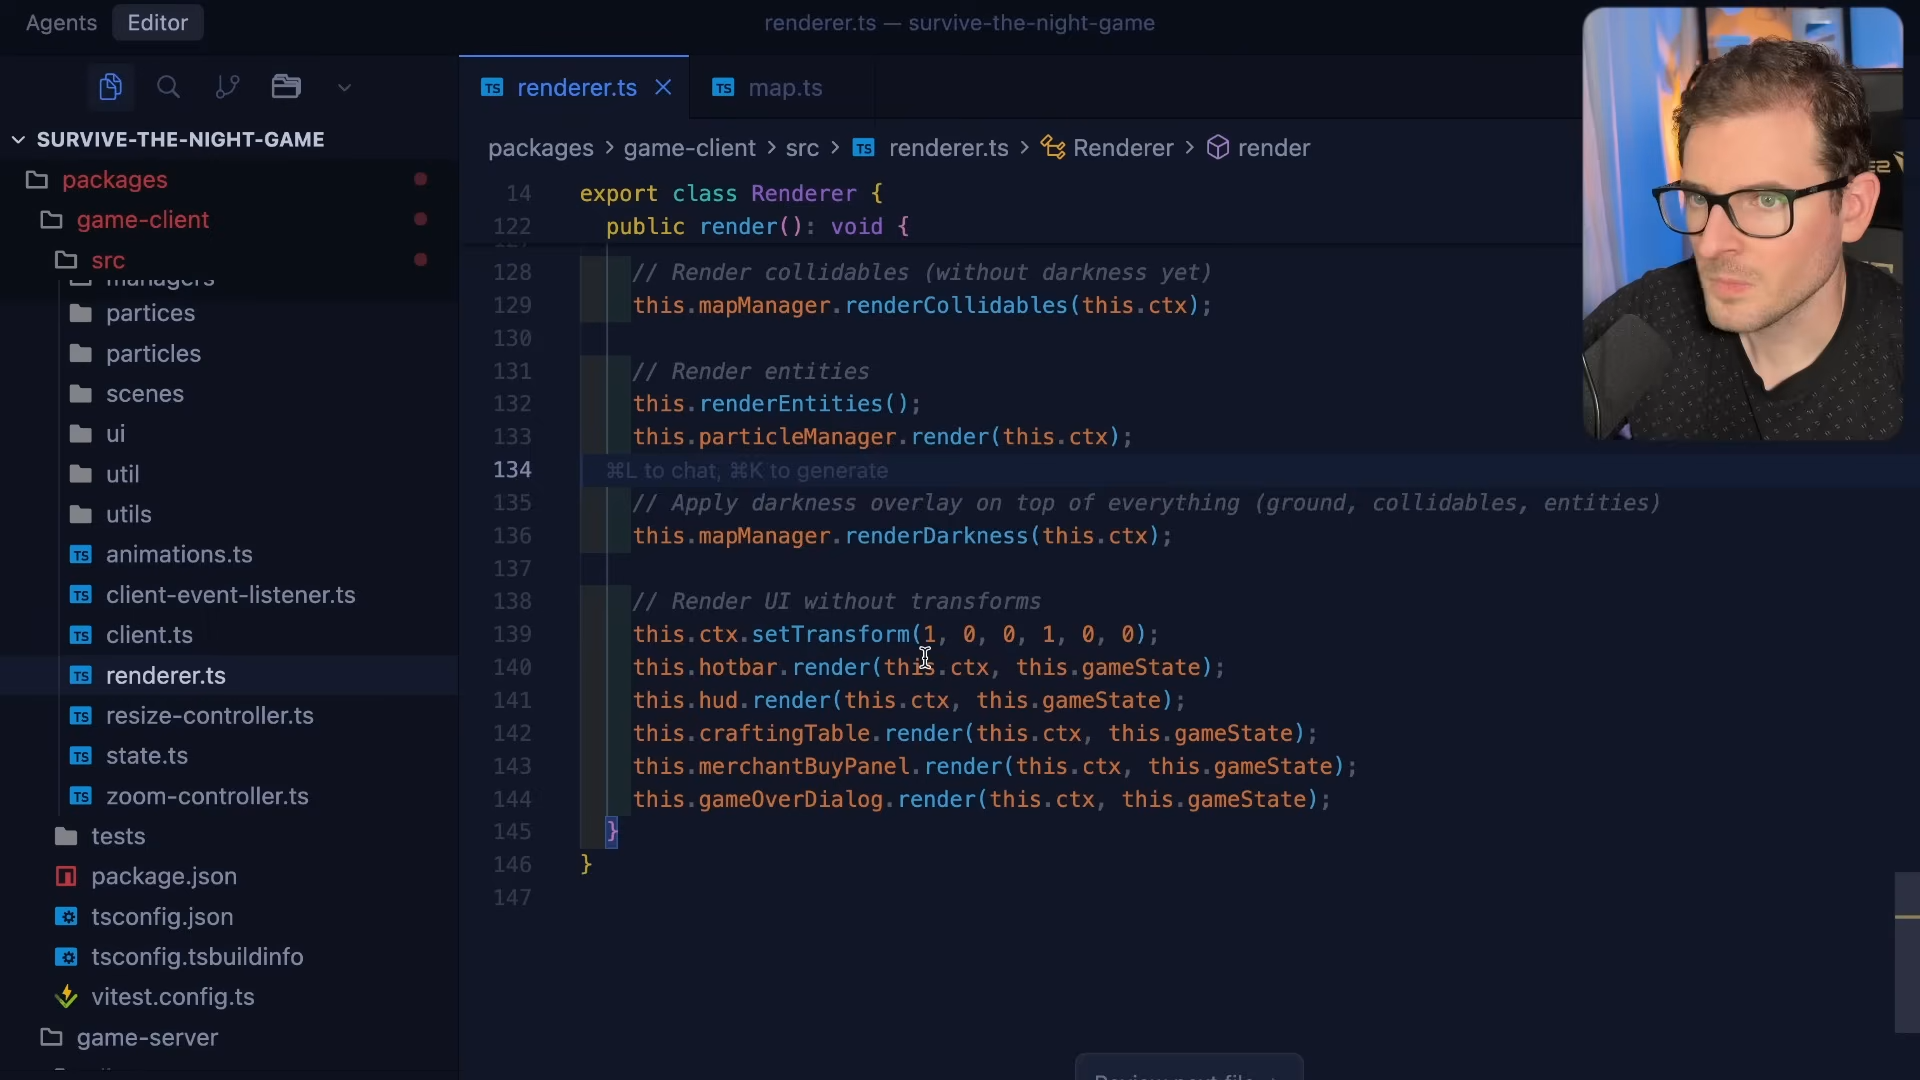 Agents
Editor
renderer.ts — survive-the-night-game
renderer.ts
map.ts
SURVIVE-THE-NIGHT-GAME
packages
game-client
src
managers
partices
particles
scenes
ui
util
utils
animations.ts
client-event-listener.ts
client.ts
renderer.ts
resize-controller.ts
state.ts
zoom-controller.ts
tests
package.json
tsconfig.json
tsconfig.tsbuildinfo
vitest.config.ts
game-server
packages > game-client > src > TS renderer.ts > Renderer > render
14 export class Renderer {
122 public render(): void {
128 // Render collidables (without darkness yet)
129 this.mapManager.renderCollidables(this.ctx);
130
131 // Render entities
132 this.renderEntities();
133 this.particleManager.render(this.ctx);
134 ⌘L to chat, ⌘K to generate
135 // Apply darkness overlay on top of everything (ground, collidables, entities)
136 this.mapManager.renderDarkness(this.ctx);
137
138 // Render UI without transforms
139 this.ctx.setTransform(1, 0, 0, 1, 0, 0);
140 this.hotbar.render(this.ctx, this.gameState);
141 this.hud.render(this.ctx, this.gameState);
142 this.craftingTable.render(this.ctx, this.gameState);
143 this.merchantBuyPanel.render(this.ctx, this.gameState);
144 this.gameOverDialog.render(this.ctx, this.gameState);
145 }
146 }
147